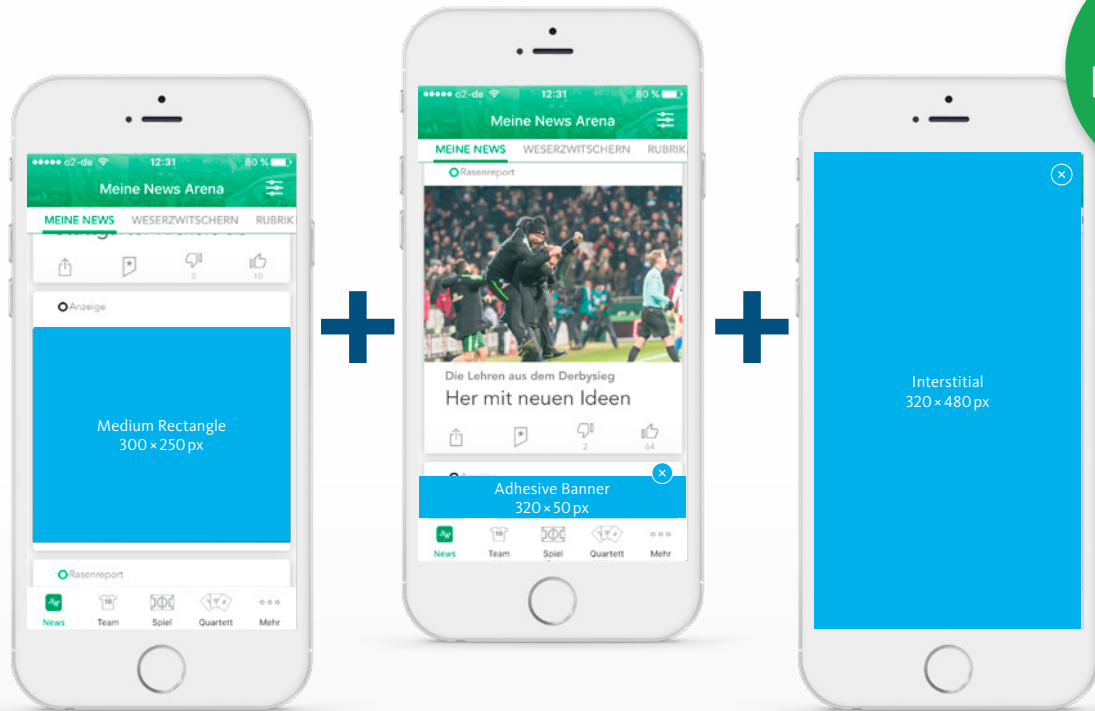 o2-de 12:31 80 %
Meine News Arena
MEINE NEWS WESERZWITSCHERN RUBRIK
0 10
Anzeige
Medium Rectangle
300 × 250 px
Rasenreport
News Team Spiel Quartett Mehr
o2-de 12:31 80 %
Meine News Arena
MEINE NEWS WESERZWITSCHERN RUBRIK
Rasenreport
Die Lehren aus dem Derbysieg
Her mit neuen Ideen
2 64
Adhesive Banner
320 × 50 px
10
News Team Spiel Quartett Mehr
Interstitial
320 × 480 px